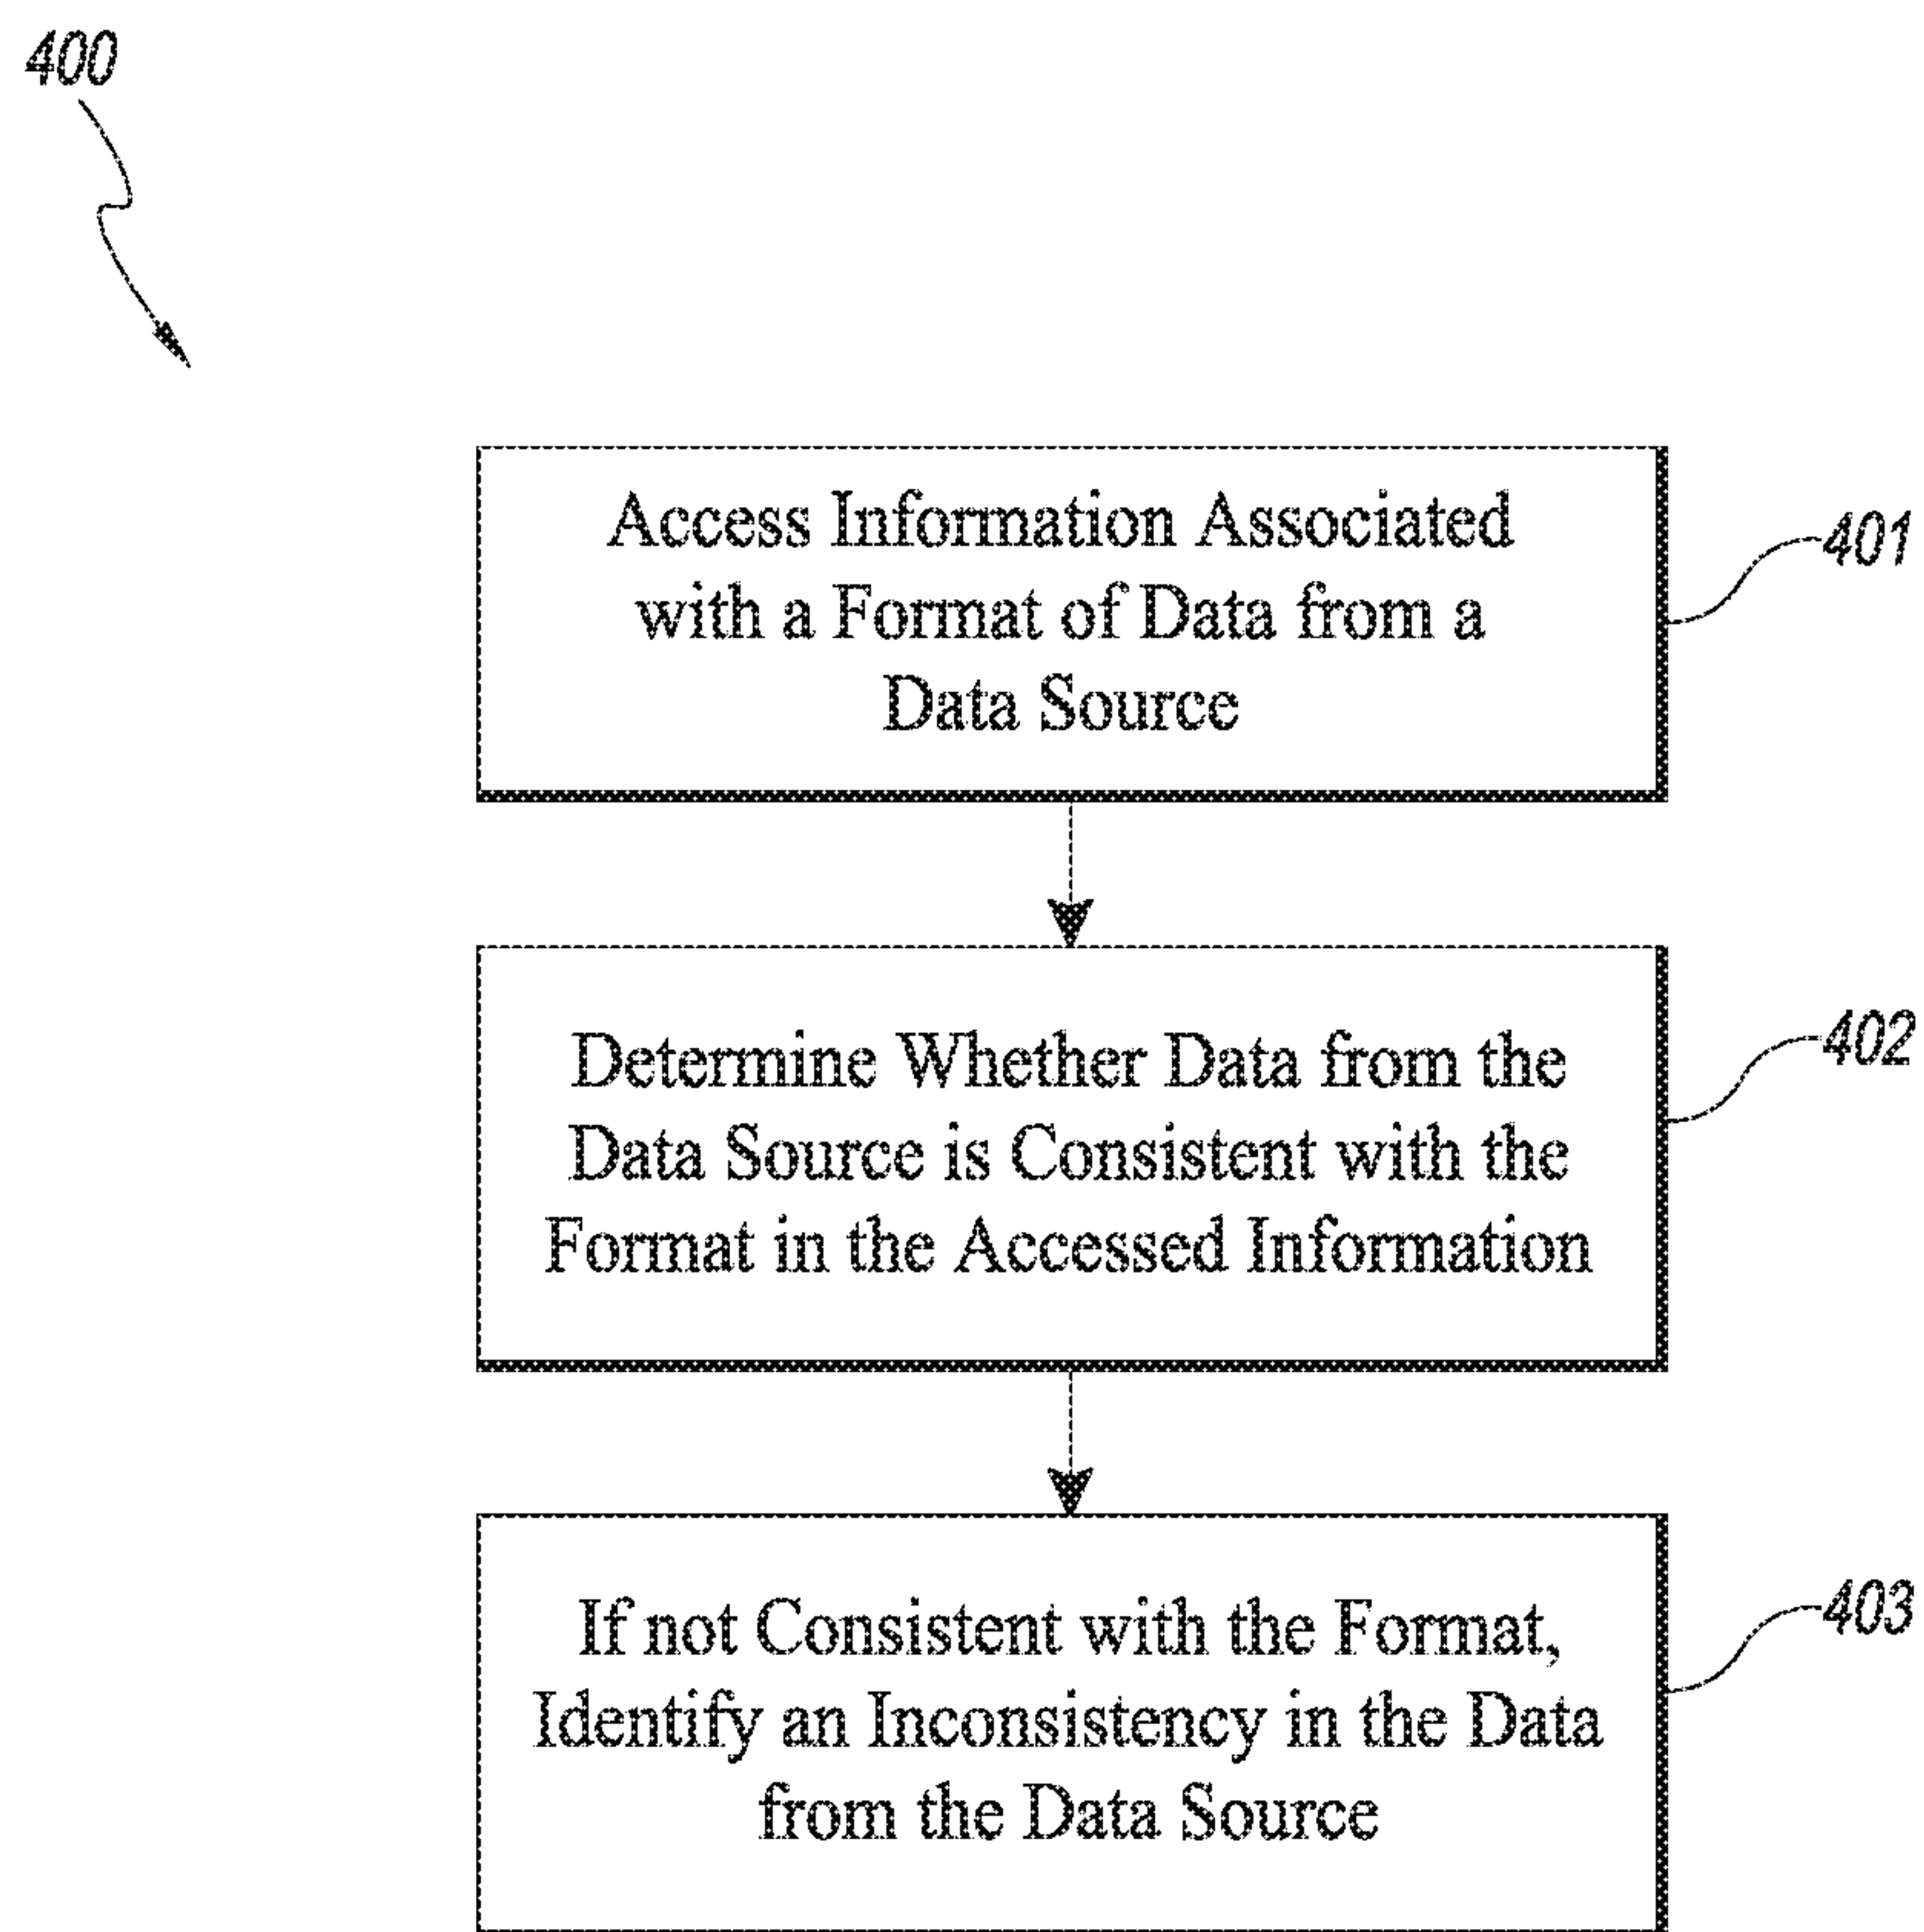 400
Access Information Associated
with a Format of Data from a
Data Source
401
Determine Whether Data from the
Data Source is Consistent with the
Format in the Accessed Information
402
If not Consistent with the Format,
Identify an Inconsistency in the Data
from the Data Source
403